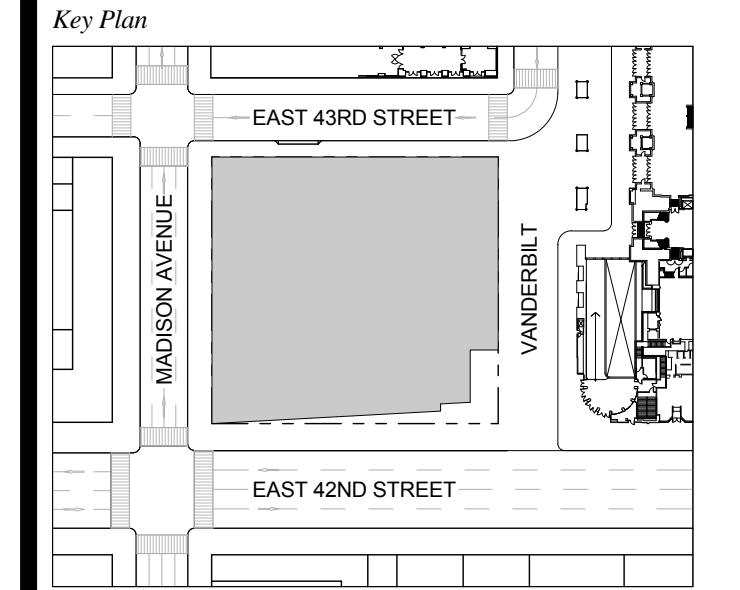 Key Plan
EAST 43RD STREET
MADISON AVENUE
VANDERBILT
EAST 42ND STREET